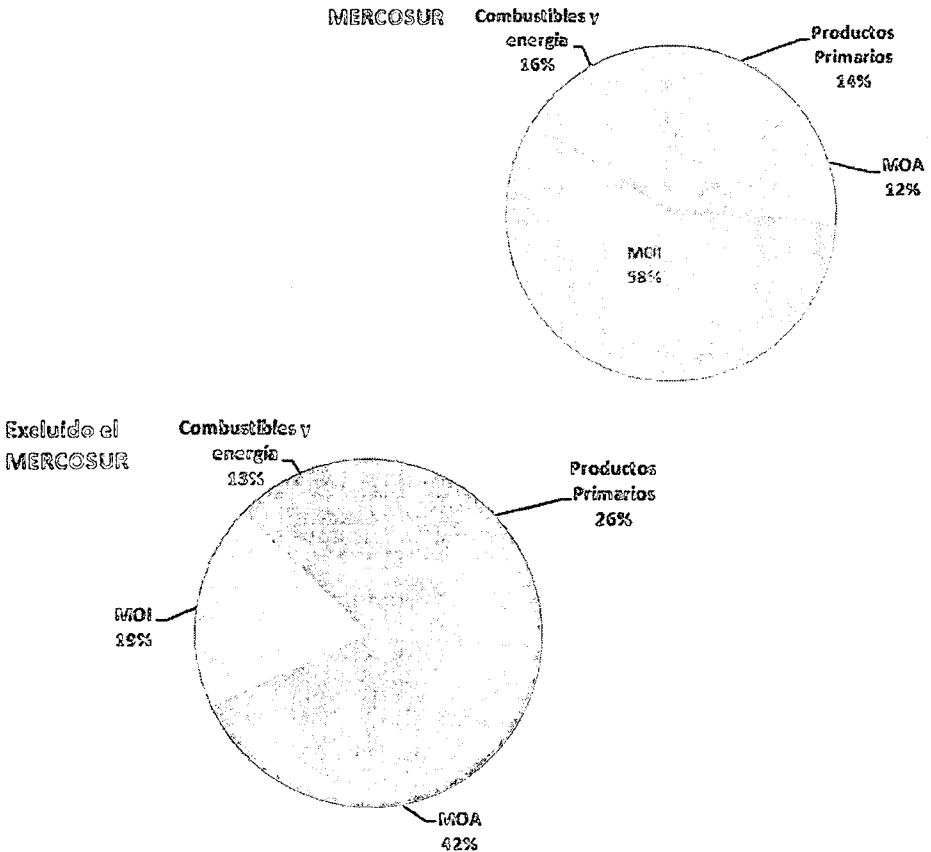 MERCOSUR
Combustibles y
energía
16%
Productos
Primarios
14%
MOA
12%
MOI
58%
Excluido el
MERCOSUR
Combustibles y
energía
13%
Productos
Primarios
26%
MOI
19%
MOA
42%